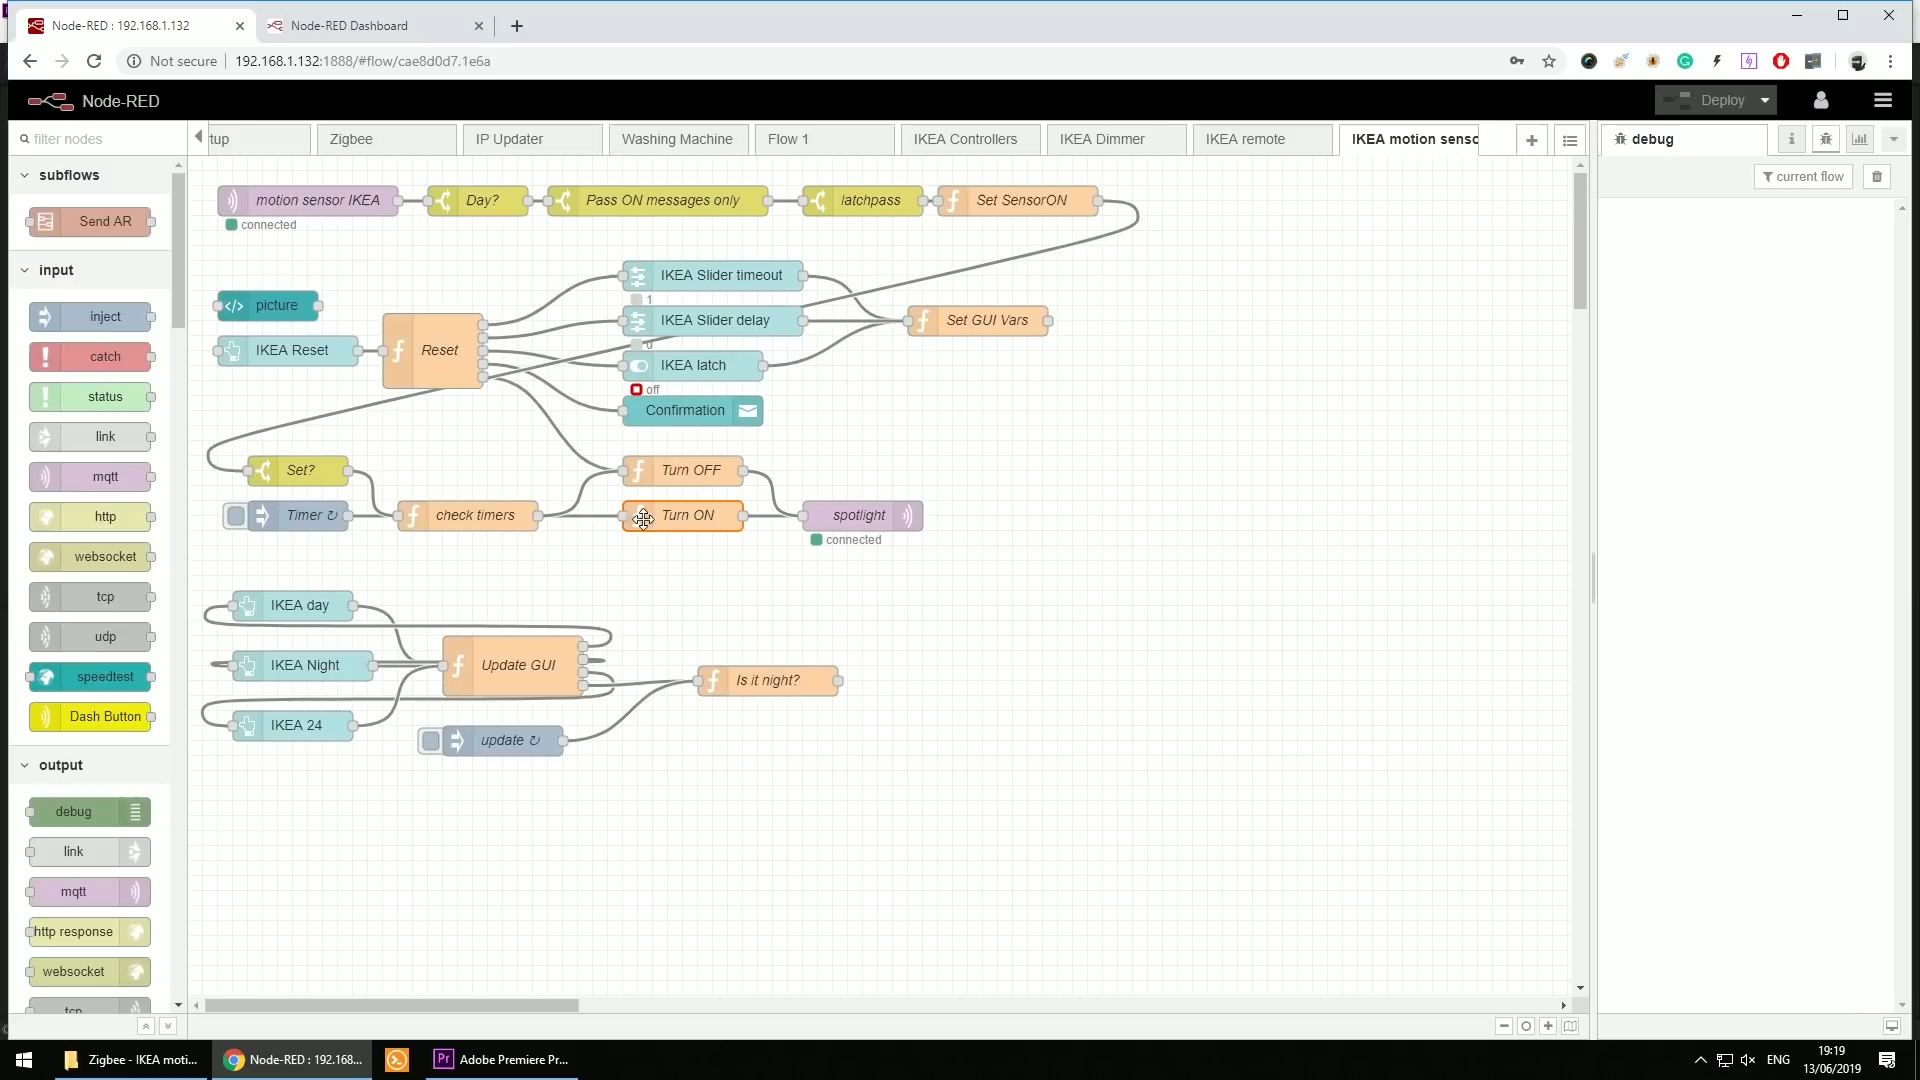 Node-RED : 192.168.1.132
Node-RED Dashboard
Not secure
192.168.1.132:1888/#flow/cae8d0d7.1e6a
Node-RED
Deploy
filter nodes
tup
Zigbee
IP Updater
Washing Machine
Flow 1
IKEA Controllers
IKEA Dimmer
IKEA remote
IKEA motion senso
debug
current flow
subflows
Send AR
input
inject
catch
status
link
mqtt
http
websocket
tcp
udp
speedtest
Dash Button
output
debug
link
mqtt
http response
websocket
tcp
motion sensor IKEA
connected
Day?
Pass ON messages only
latchpass
Set SensorON
picture
IKEA Reset
Reset
IKEA Slider timeout
1
IKEA Slider delay
0
IKEA latch
off
Confirmation
Set GUI Vars
Set?
Timer ↻
check timers
Turn OFF
Turn ON
spotlight
connected
IKEA day
IKEA Night
IKEA 24
Update GUI
update ↻
Is it night?
Zigbee - IKEA moti...
Node-RED : 192.168...
Pr
Adobe Premiere Pr...
ENG
19:19
13/06/2019